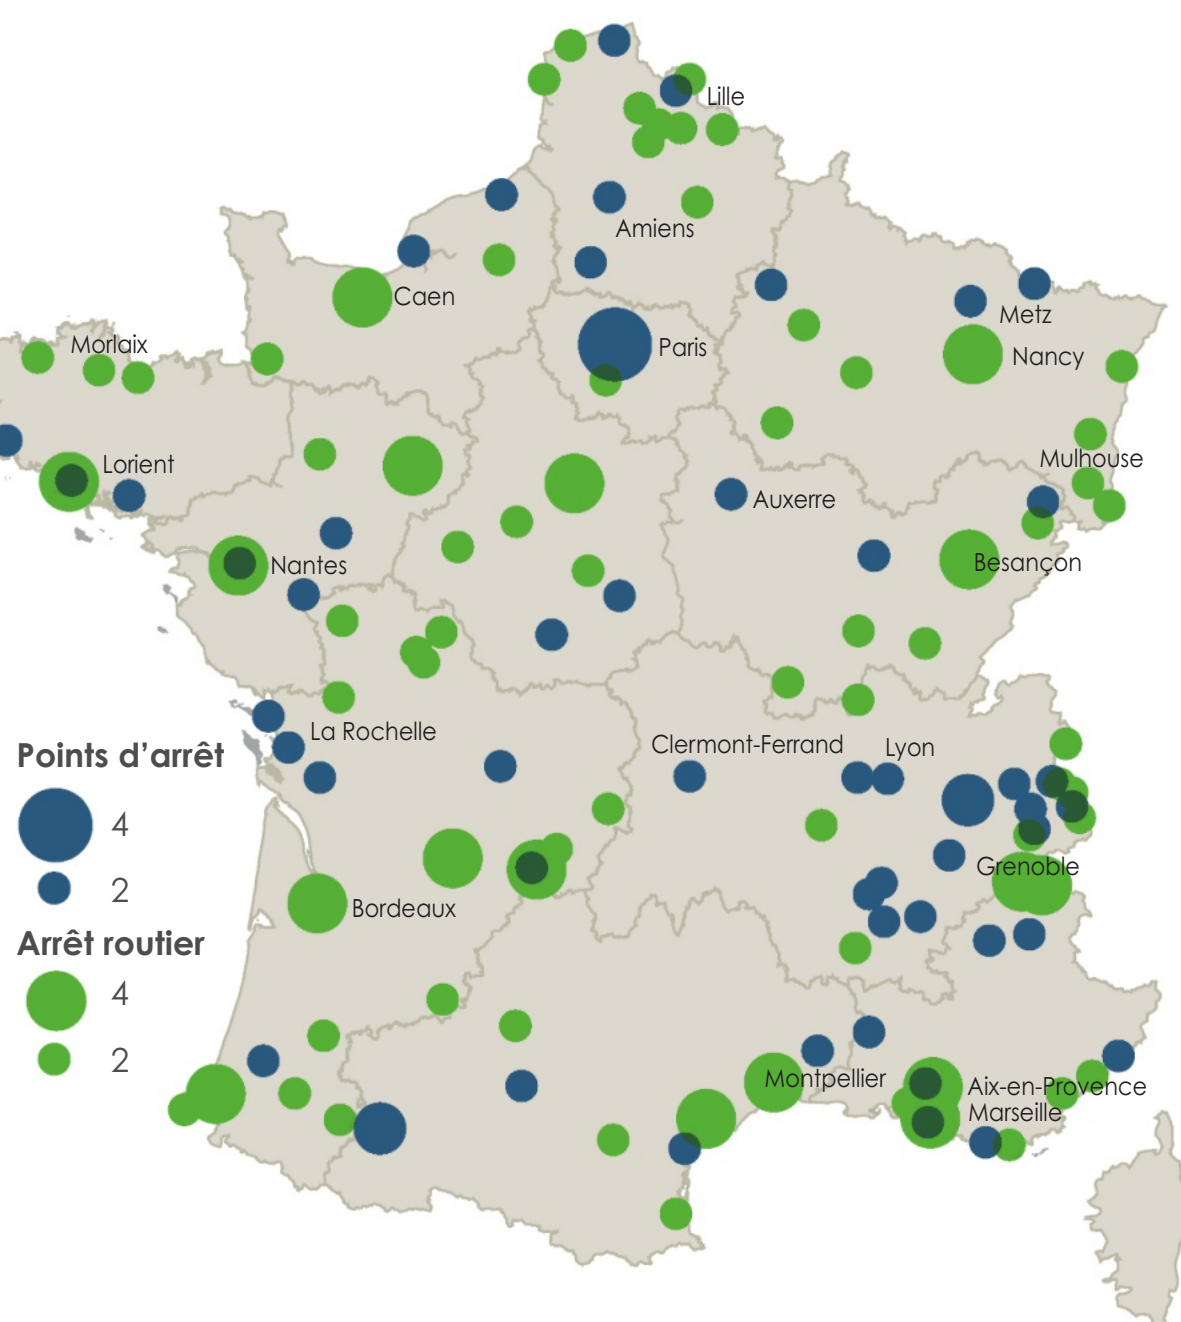 Lille
Amiens
Caen
Metz
Morlaix
Paris
Nancy
Lorient
Mulhouse
Auxerre
Nantes
Besançon
La Rochelle
Clermont-Ferrand
Lyon
Points d’arrêt
4
2
Grenoble
Bordeaux
Arrêt routier
4
2
Montpellier
Aix-en-Provence
Marseille